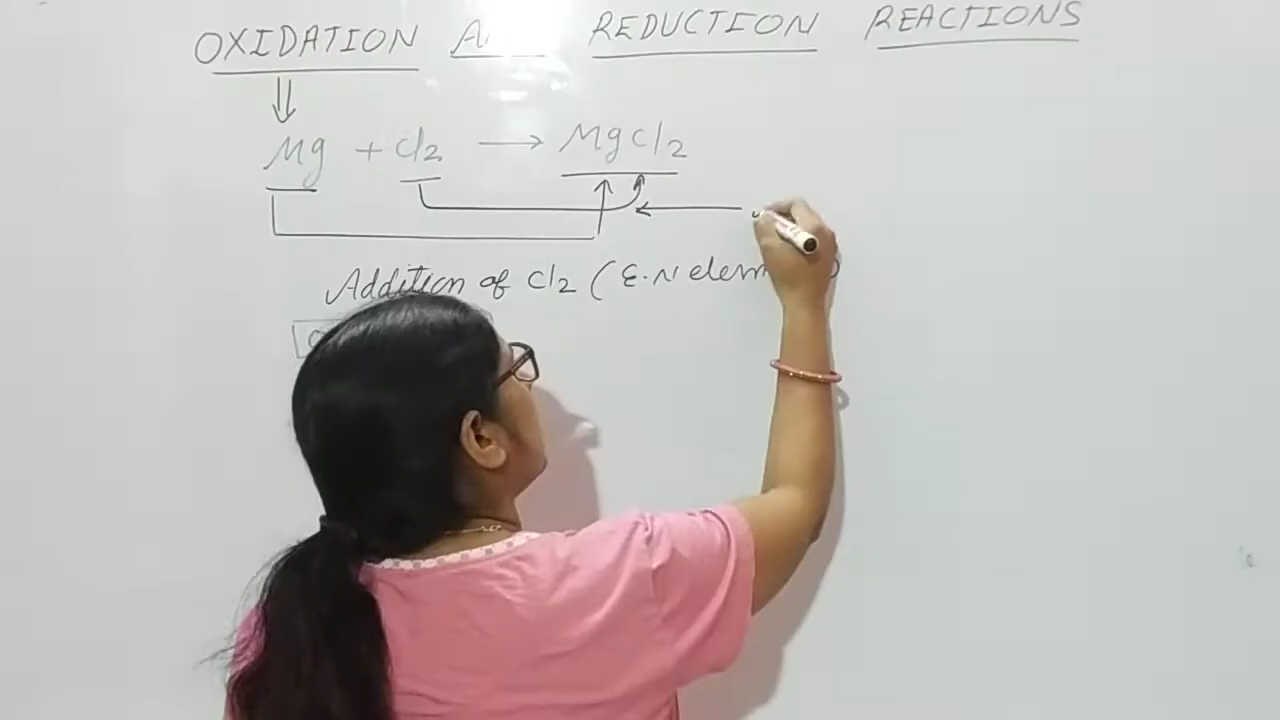 OXIDATION REDUCTION REACTIONS
Mg + Cl2 → MgCl2
Addition of Cl2 (E.N